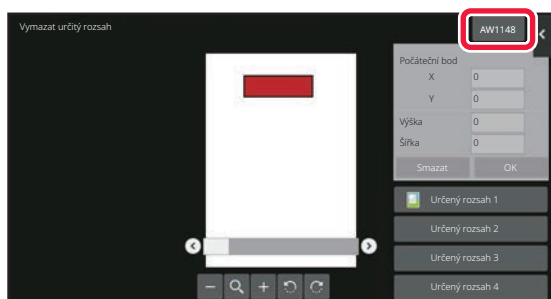 Vymazat určitý rozsah
AW1148
Počáteční bod
X 0
Y 0
Výška 0
Šířka 0
Smazat OK
Určený rozsah 1
Určený rozsah 2
Určený rozsah 3
Určený rozsah 4